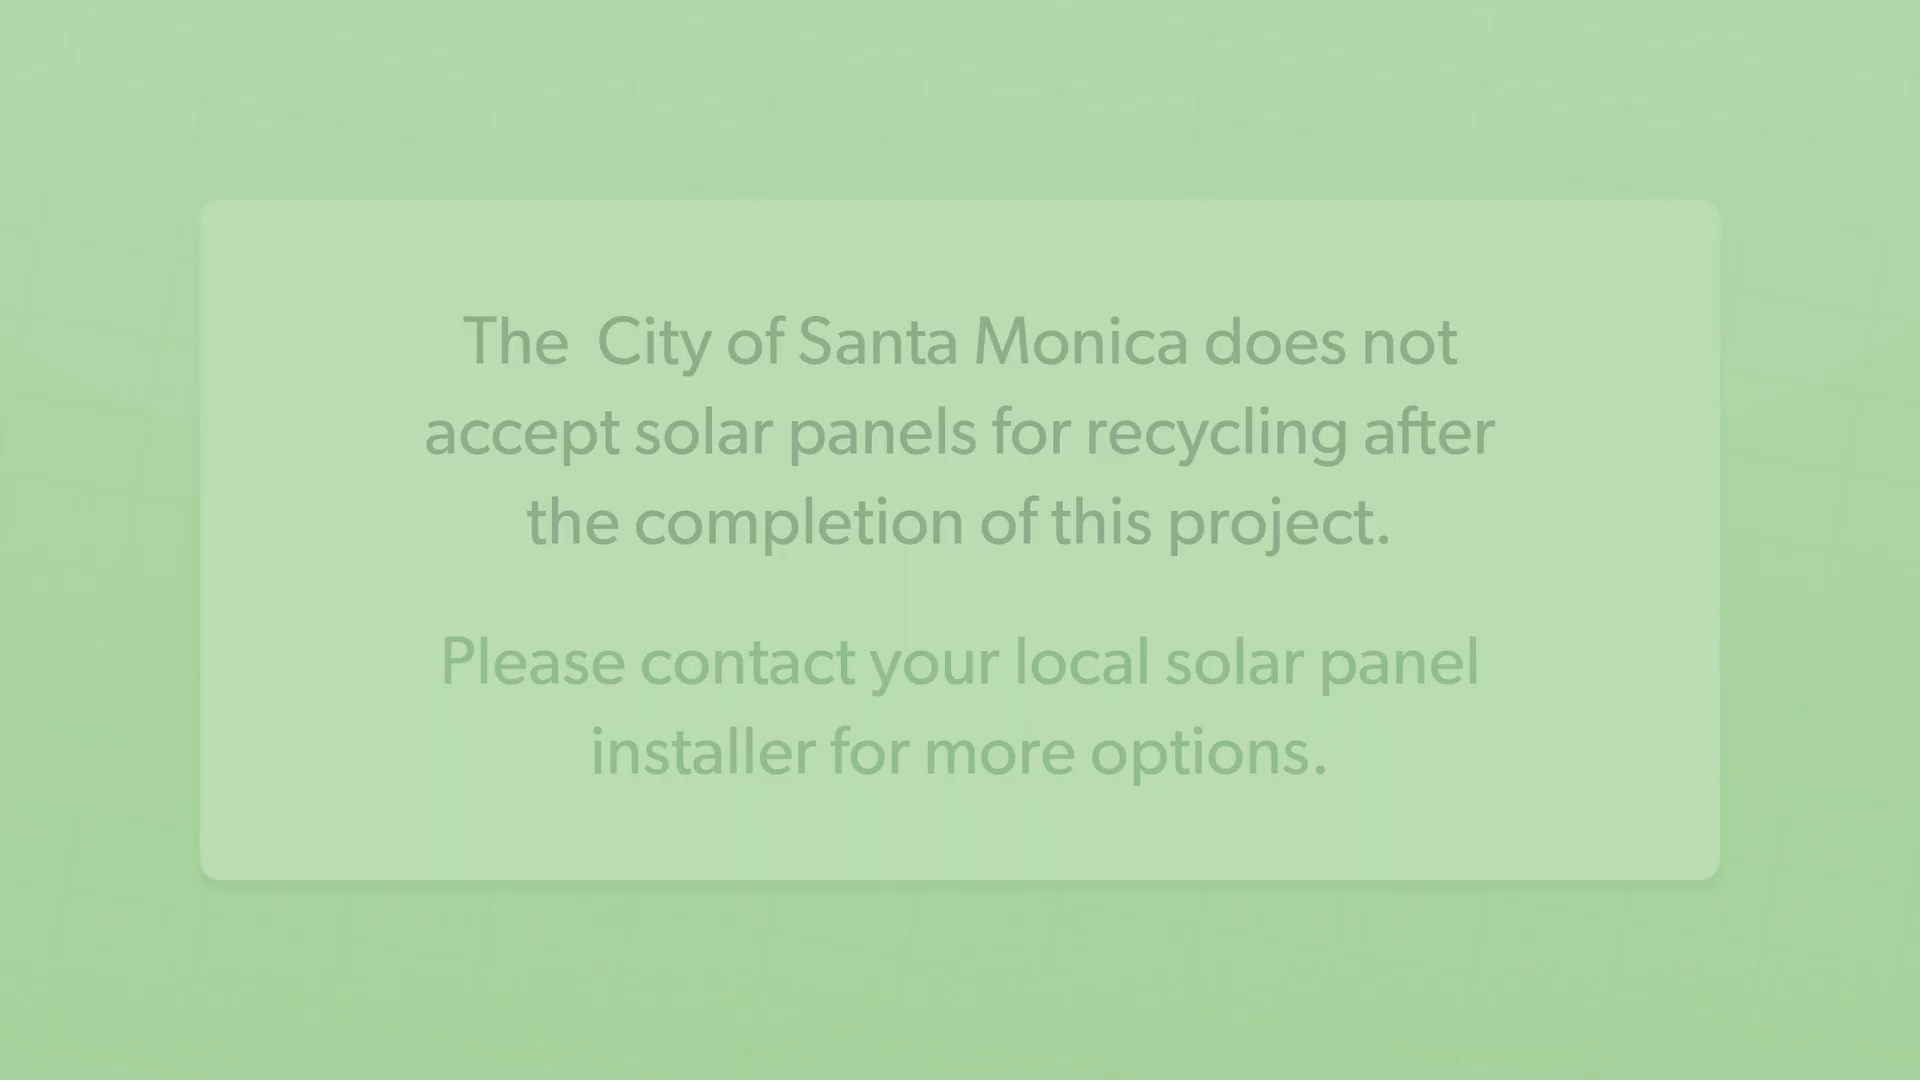 The  City of Santa Monica does not
accept solar panels for recycling after
the completion of this project.
Please contact your local solar panel
installer for more options.